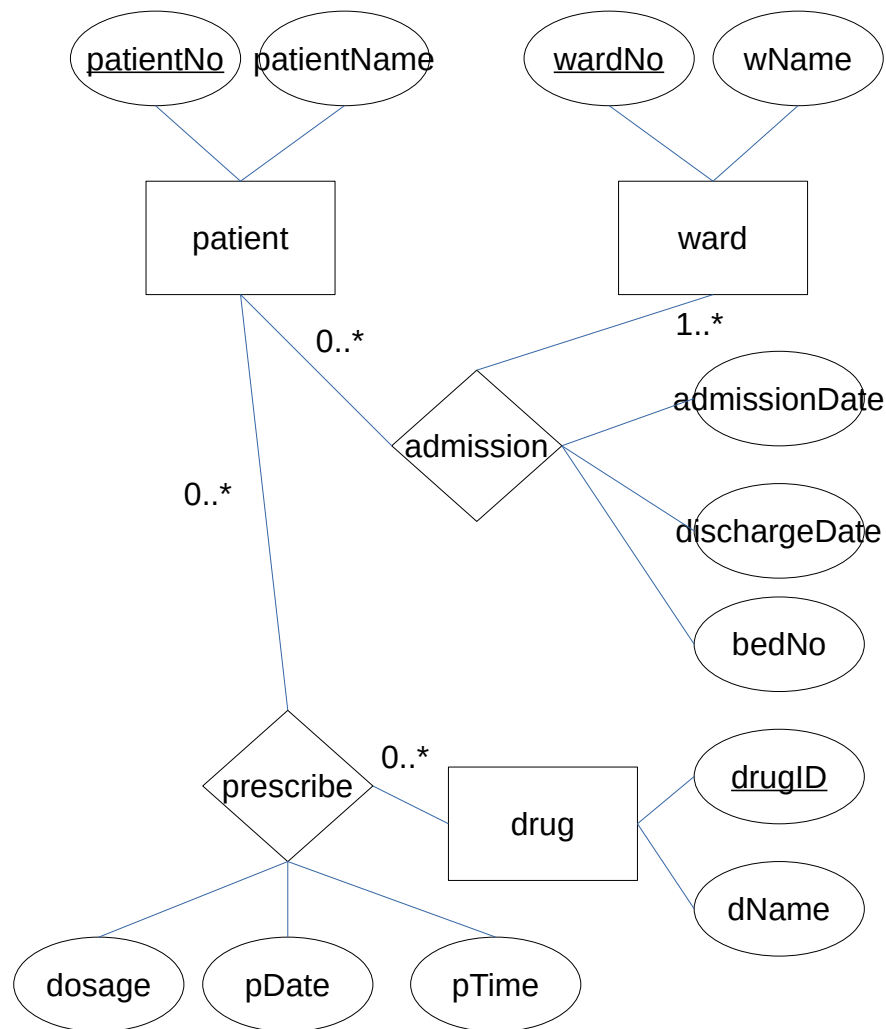 patientNo
patientName
wardNo
wName
patient
ward
0..*
1..*
admissionDate
admission
0..*
dischargeDate
bedNo
0..*
drugID
prescribe
drug
dName
dosage
pDate
pTime